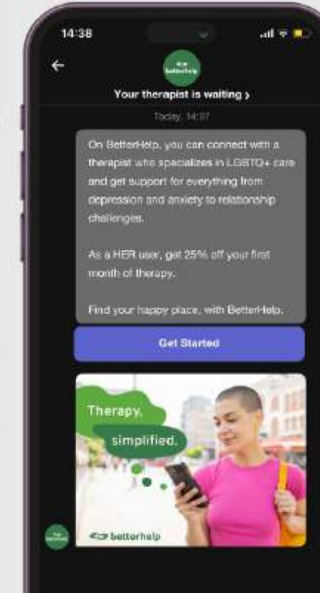 14:38
betterhelp
Your therapist is waiting >
Today, 14:37
On BetterHelp, you can connect with a
therapist who specializes in LGBTQ+ care
and get support for everything from
depression and anxiety to relationship
challenges.
As a HER user, get 25% off your first
month of therapy.
Find your happy place, with BetterHelp.
Get Started
Therapy,
simplified.
betterhelp